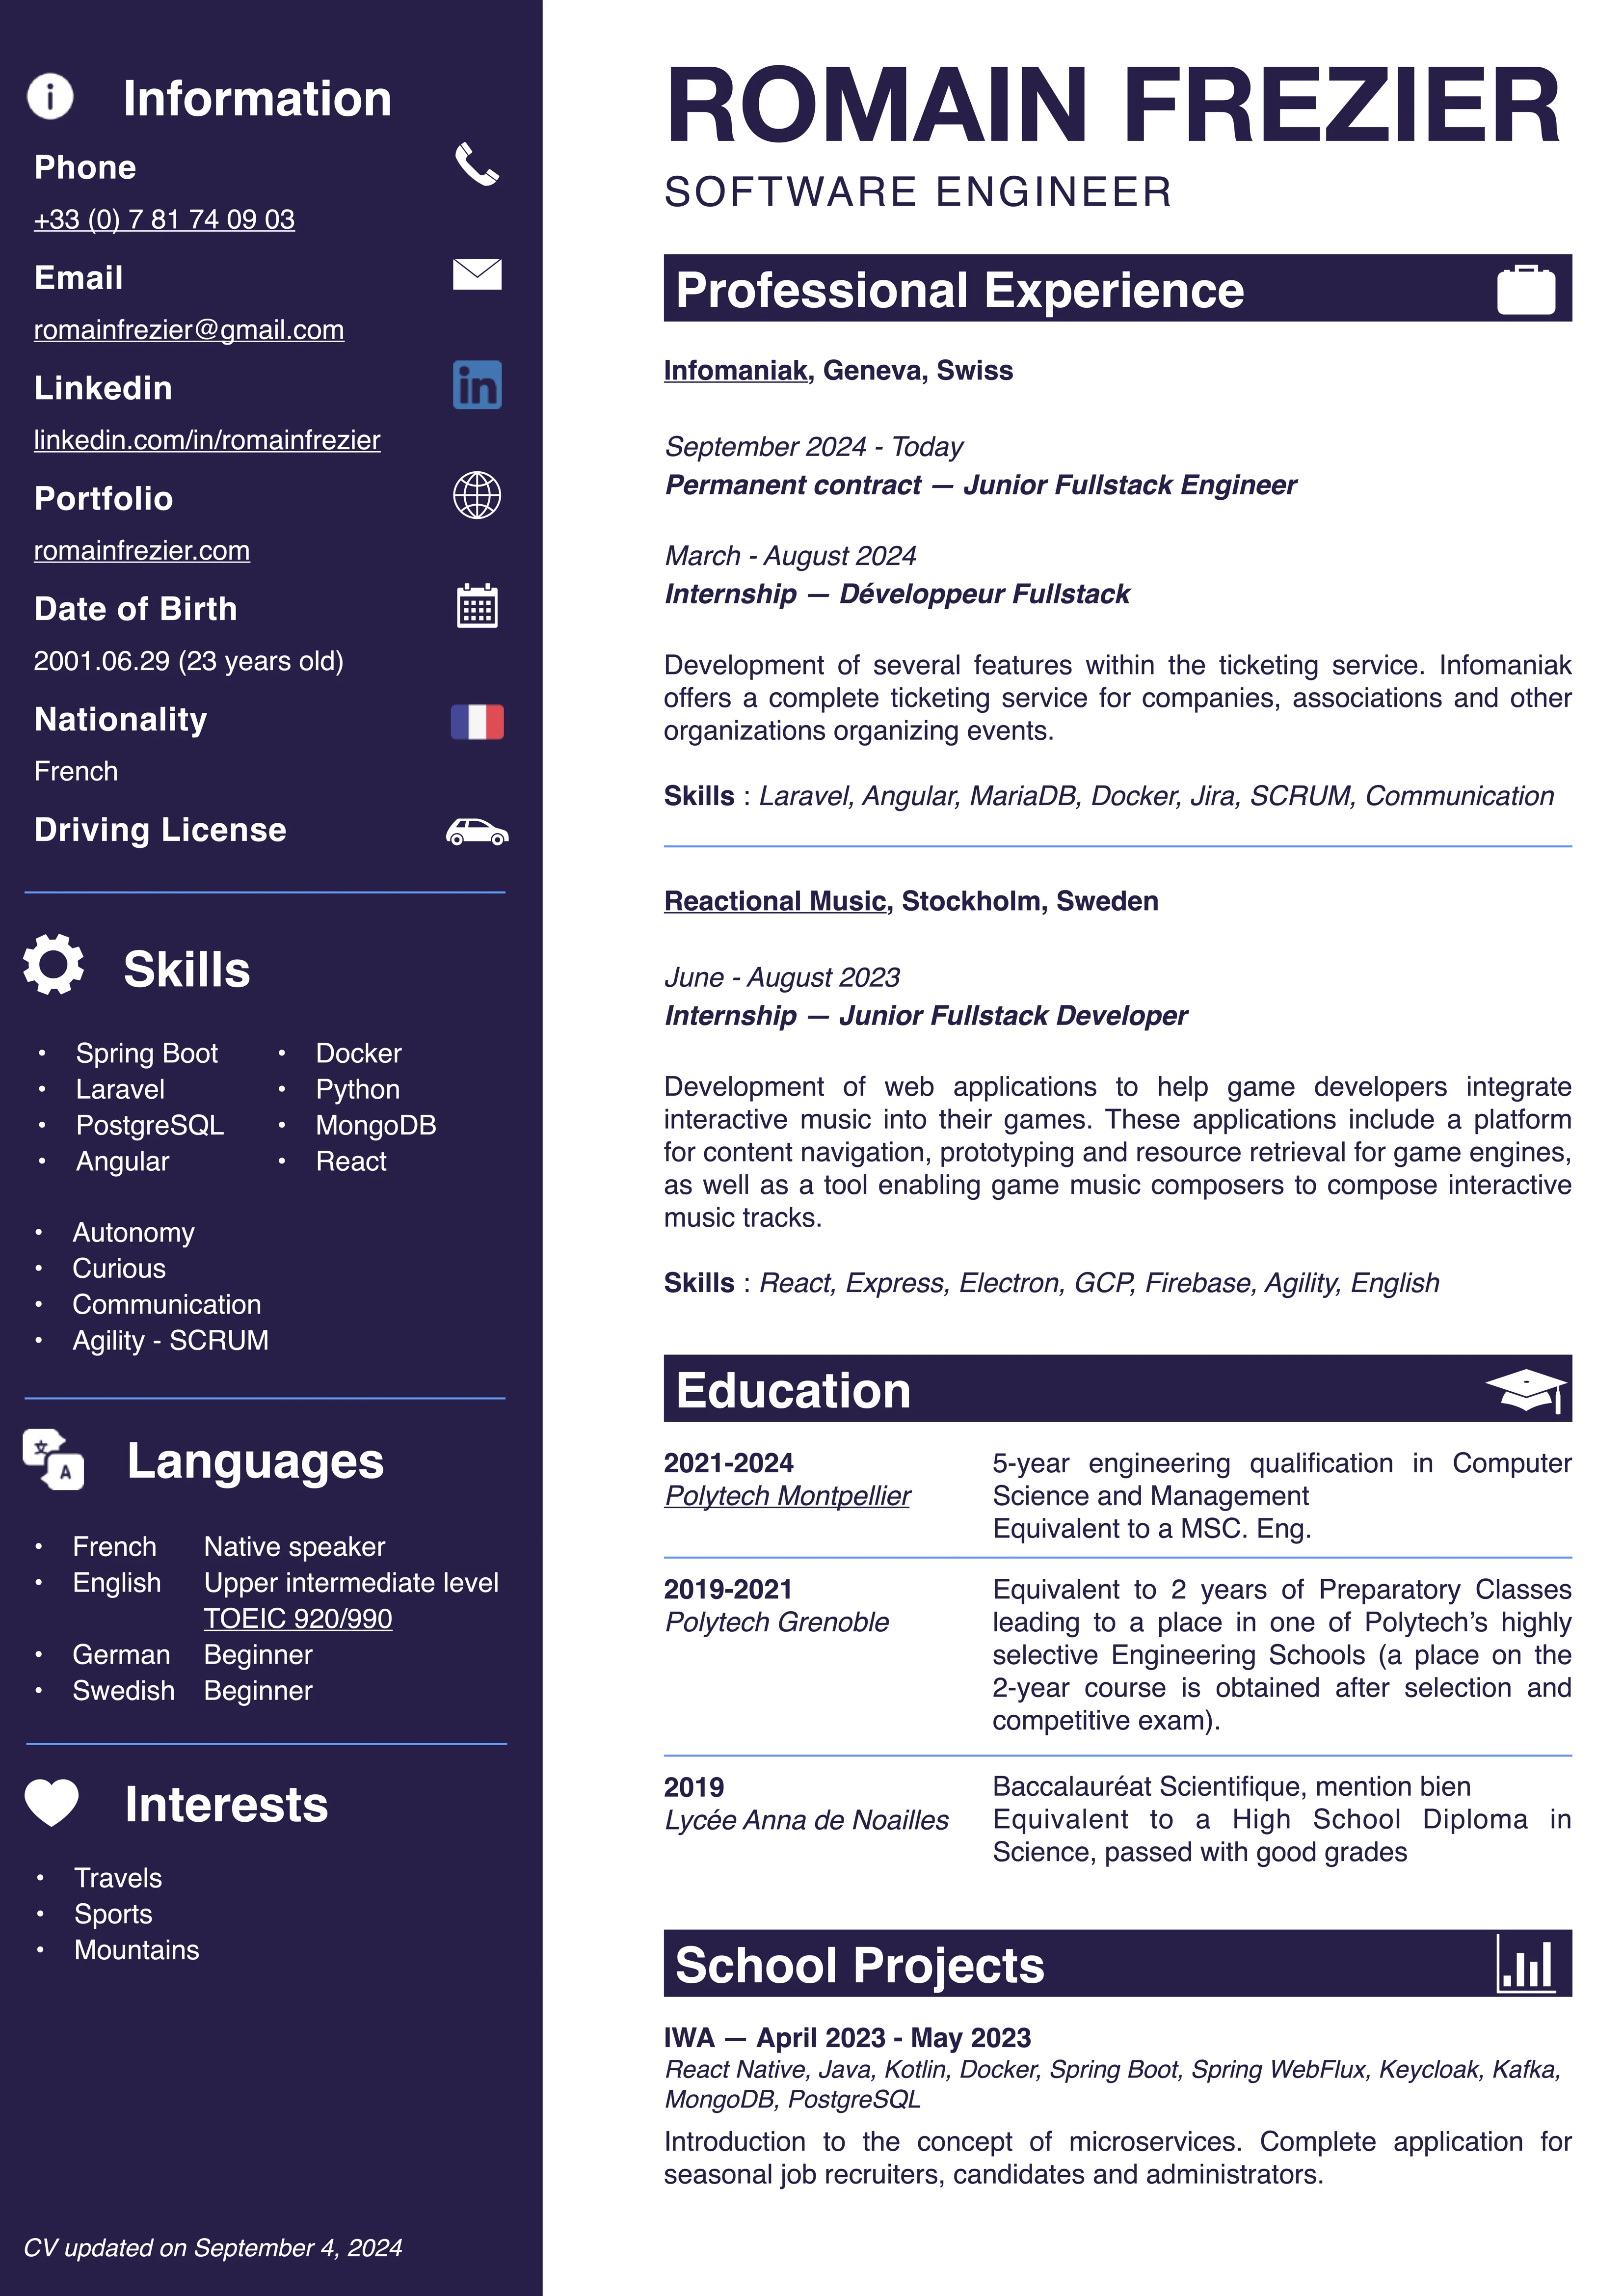 Information
Phone
+33 (0) 7 81 74 09 03
Email
romainfrezier@gmail.com
Linkedin
in
linkedin.com/in/romainfrezier
Portfolio
romainfrezier.com
Date of Birth
2001.06.29 (23 years old)
Nationality
French
Driving License
Skills
• Spring Boot • Docker
• Laravel • Python
• PostgreSQL • MongoDB
• Angular • React
• Autonomy
• Curious
• Communication
• Agility - SCRUM
文 A
Languages
• French Native speaker
• English Upper intermediate level
TOEIC 920/990
• German Beginner
• Swedish Beginner
Interests
• Travels
• Sports
• Mountains
CV updated on September 4, 2024
ROMAIN FREZIER
SOFTWARE ENGINEER
Professional Experience
Infomaniak, Geneva, Swiss
September 2024 - Today
Permanent contract — Junior Fullstack Engineer
March - August 2024
Internship — Développeur Fullstack
Development of several features within the ticketing service. Infomaniak
offers a complete ticketing service for companies, associations and other
organizations organizing events.
Skills : Laravel, Angular, MariaDB, Docker, Jira, SCRUM, Communication
Reactional Music, Stockholm, Sweden
June - August 2023
Internship — Junior Fullstack Developer
Development of web applications to help game developers integrate
interactive music into their games. These applications include a platform
for content navigation, prototyping and resource retrieval for game engines,
as well as a tool enabling game music composers to compose interactive
music tracks.
Skills : React, Express, Electron, GCP, Firebase, Agility, English
Education
2021-2024
Polytech Montpellier
5-year engineering qualification in Computer
Science and Management
Equivalent to a MSC. Eng.
2019-2021
Polytech Grenoble
Equivalent to 2 years of Preparatory Classes
leading to a place in one of Polytech’s highly
selective Engineering Schools (a place on the
2-year course is obtained after selection and
competitive exam).
2019
Lycée Anna de Noailles
Baccalauréat Scientifique, mention bien
Equivalent to a High School Diploma in
Science, passed with good grades
School Projects
IWA — April 2023 - May 2023
React Native, Java, Kotlin, Docker, Spring Boot, Spring WebFlux, Keycloak, Kafka,
MongoDB, PostgreSQL
Introduction to the concept of microservices. Complete application for
seasonal job recruiters, candidates and administrators.